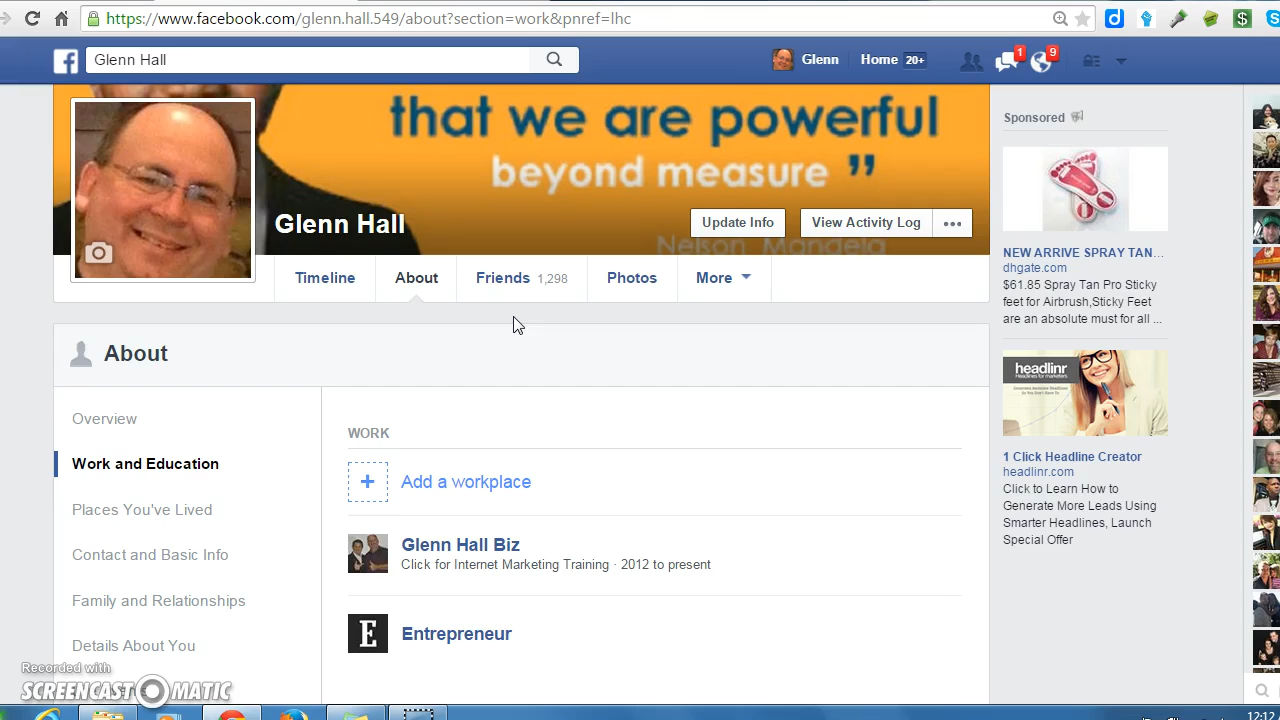 https://www.facebook.com/glenn.hall.549/about?section=work&pnref=lhc
Glenn Hall
Glenn
Home 20+
1
9
that we are powerful
beyond measure ”
Nelson Mandela
Glenn Hall
Update Info
View Activity Log
Timeline
About
Friends 1,298
Photos
More
Sponsored
NEW ARRIVE SPRAY TAN...
dhgate.com
$61.85 Spray Tan Pro Sticky
feet for Airbrush,Sticky Feet
are an absolute must for all ...
headlinr
Headlines for marketers
1 Click Headline Creator
headlinr.com
Click to Learn How to
Generate More Leads Using
Smarter Headlines, Launch
Special Offer
About
Overview
Work and Education
Places You've Lived
Contact and Basic Info
Family and Relationships
Details About You
WORK
+ Add a workplace
Glenn Hall Biz
Click for Internet Marketing Training · 2012 to present
E
Entrepreneur
Recorded with
SCREENCAST-O-MATIC
12:12